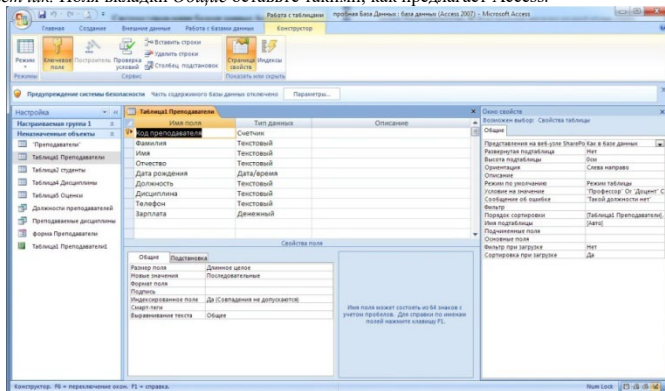 Поля вкладки Общие оставьте такими, как предлагает Access.
Работа с таблицами
пробная База Данных : база данных (Access 2007) - Microsoft Access
Главная Создание Внешние данные Работа с базами данных Конструктор
Режим
Ключевое поле
Построитель
Проверка условий
Вставить строки
Удалить строки
Столбец подстановок
Страница свойств
Индексы
Режимы Сервис Показать или скрыть
Предупреждение системы безопасности Часть содержимого базы данных отключено Параметры...
Настройка
Настраиваемая группа 1
Неназначенные объекты
'Преподаватели'
Таблица1 Преподаватели
Таблица3 студенты
Таблица4 Дисциплины
Таблица5 Оценки
Должности преподавателей
Преподаваемые дисциплины
форма Преподаватели
Таблица1 Преподаватели1
Таблица1 Преподаватели
Имя поля Тип данных Описание
Код преподавателя Счетчик
Фамилия Текстовый
Имя Текстовый
Отчество Текстовый
Дата рождения Дата/время
Должность Текстовый
Дисциплина Текстовый
Телефон Текстовый
Зарплата Денежный
Свойства поля
Общие Подстановка
Размер поля Длинное целое
Новые значения Последовательные
Формат поля
Подпись
Индексированное поле Да (Совпадения не допускаются)
Смарт-теги
Выравнивание текста Общее
Имя поля может состоять из 64 знаков с
учетом пробелов. Для справки по именам
полей нажмите клавишу F1.
Окно свойств
Возможен выбор: Свойства таблицы
Общие
Представления на веб-узле SharePo Как в базе данных
Развернутая подтаблица Нет
Высота подтаблицы 0см
Ориентация Слева направо
Описание
Режим по умолчанию Режим таблицы
Условие на значение "Профессор" Or "Доцент" С
Сообщение об ошибке "Такой должности нет"
Фильтр
Порядок сортировки [Таблица1 Преподаватели].
Имя подтаблицы [Авто]
Подчиненные поля
Основные поля
Фильтр при загрузке Нет
Сортировка при загрузке Да
Конструктор. F6 = переключение окон. F1 = справка.
Num Lock